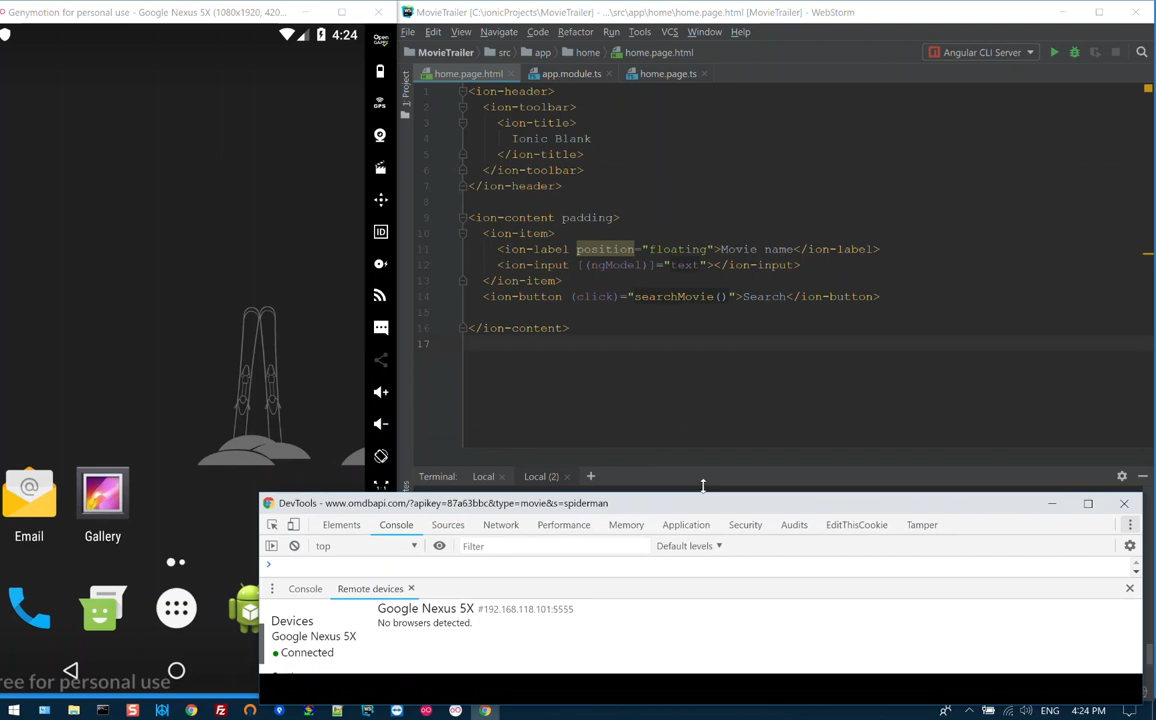 Genymotion for personal use - Google Nexus 5X (1080x1920, 420...
4:24
Open GAPPS
GPS
ID
Email
Gallery
ree for personal use
MovieTrailer [C:\ionicProjects\MovieTrailer] - ...\src\app\home\home.page.html [MovieTrailer] - WebStorm
File Edit View Navigate Code Refactor Run Tools VCS Window Help
MovieTrailer src app home home.page.html Angular CLI Server
home.page.html app.module.ts home.page.ts
1: Project
1 <ion-header>
2 <ion-toolbar>
3 <ion-title>
4 Ionic Blank
5 </ion-title>
6 </ion-toolbar>
7 </ion-header>
8
9 <ion-content padding>
10 <ion-item>
11 <ion-label position="floating">Movie name</ion-label>
12 <ion-input [(ngModel)]="text"></ion-input>
13 </ion-item>
14 <ion-button (click)="searchMovie()">Search</ion-button>
15
16 </ion-content>
17
Terminal: Local Local (2)
DevTools - www.omdbapi.com/?apikey=87a63bbc&type=movie&s=spiderman
Elements Console Sources Network Performance Memory Application Security Audits EditThisCookie Tamper
top Filter Default levels
Console Remote devices
Devices
Google Nexus 5X
Connected
Google Nexus 5X #192.168.118.101:5555
No browsers detected.
ENG 4:24 PM